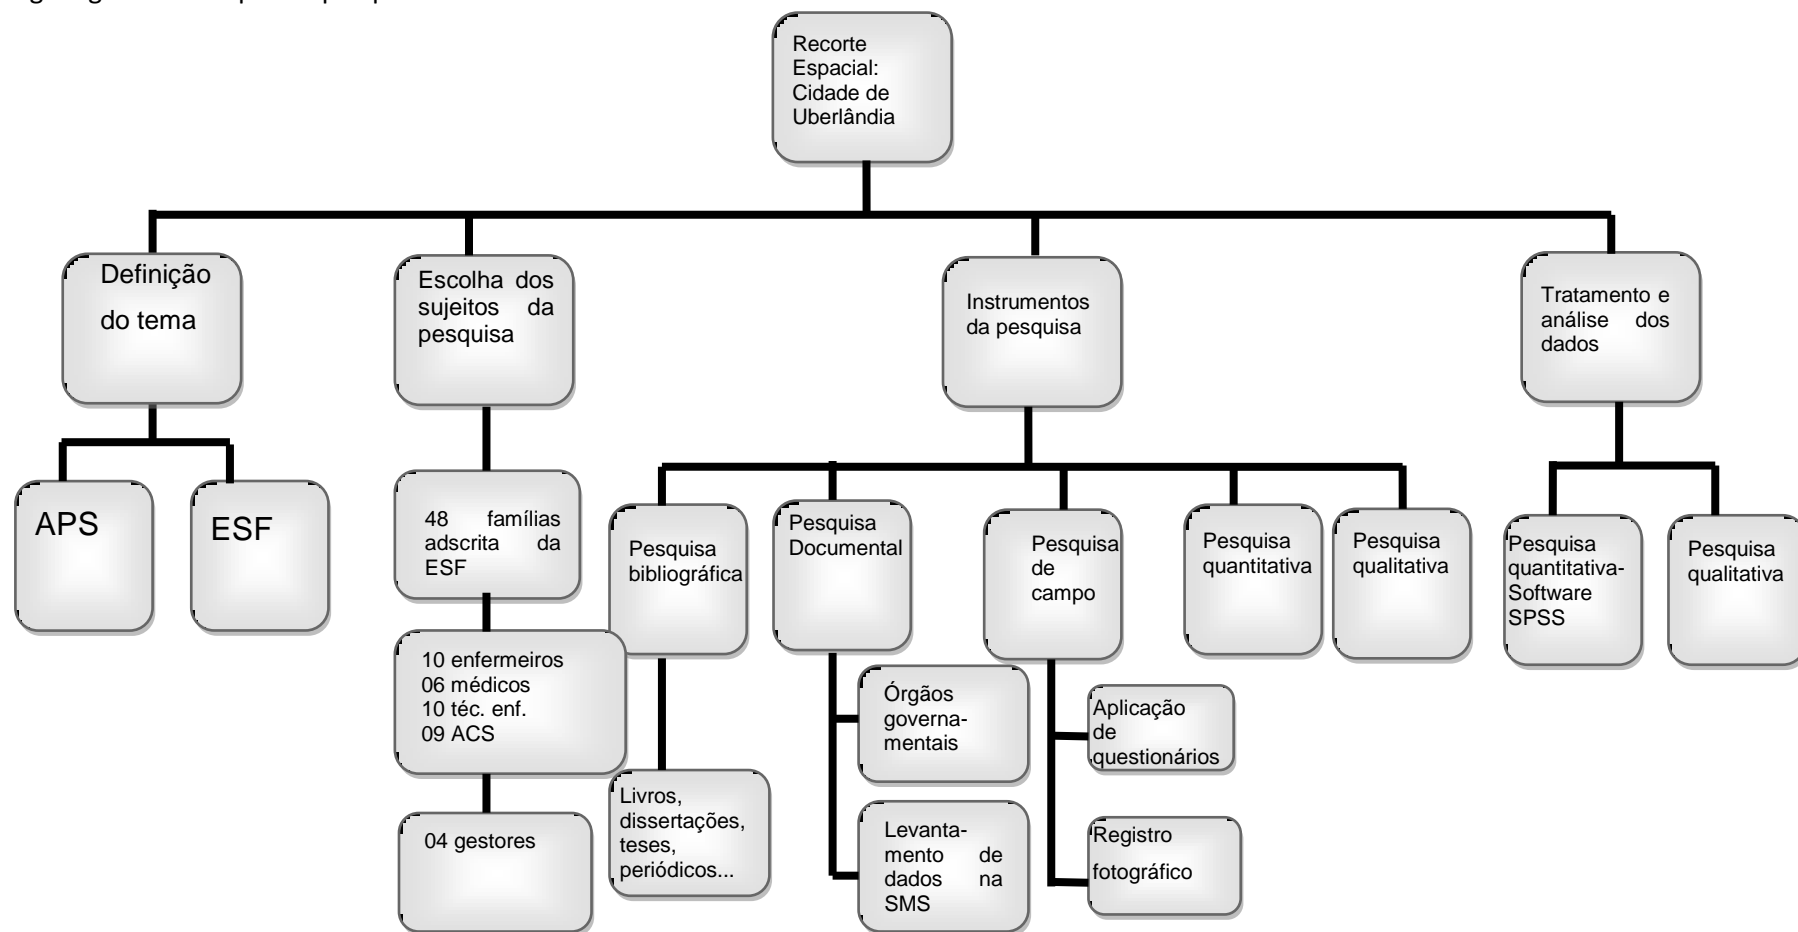 Recorte
Espacial:
Cidade de
Uberlândia
Definição
do tema
Escolha dos
sujeitos da
pesquisa
Instrumentos
da pesquisa
Tratamento e
análise dos
dados
APS
ESF
48 famílias
adscrita da
ESF
10 enfermeiros
06 médicos
10 téc. enf.
09 ACS
04 gestores
Pesquisa
bibliográfica
Livros,
dissertações,
teses,
periódicos...
Pesquisa
Documental
Órgãos
governa-
mentais
Levanta-
mento de
dados na
SMS
Pesquisa
de
campo
Aplicação
de
questionários
Registro
fotográfico
Pesquisa
quantitativa
Pesquisa
qualitativa
Pesquisa
quantitativa-
Software
SPSS
Pesquisa
qualitativa